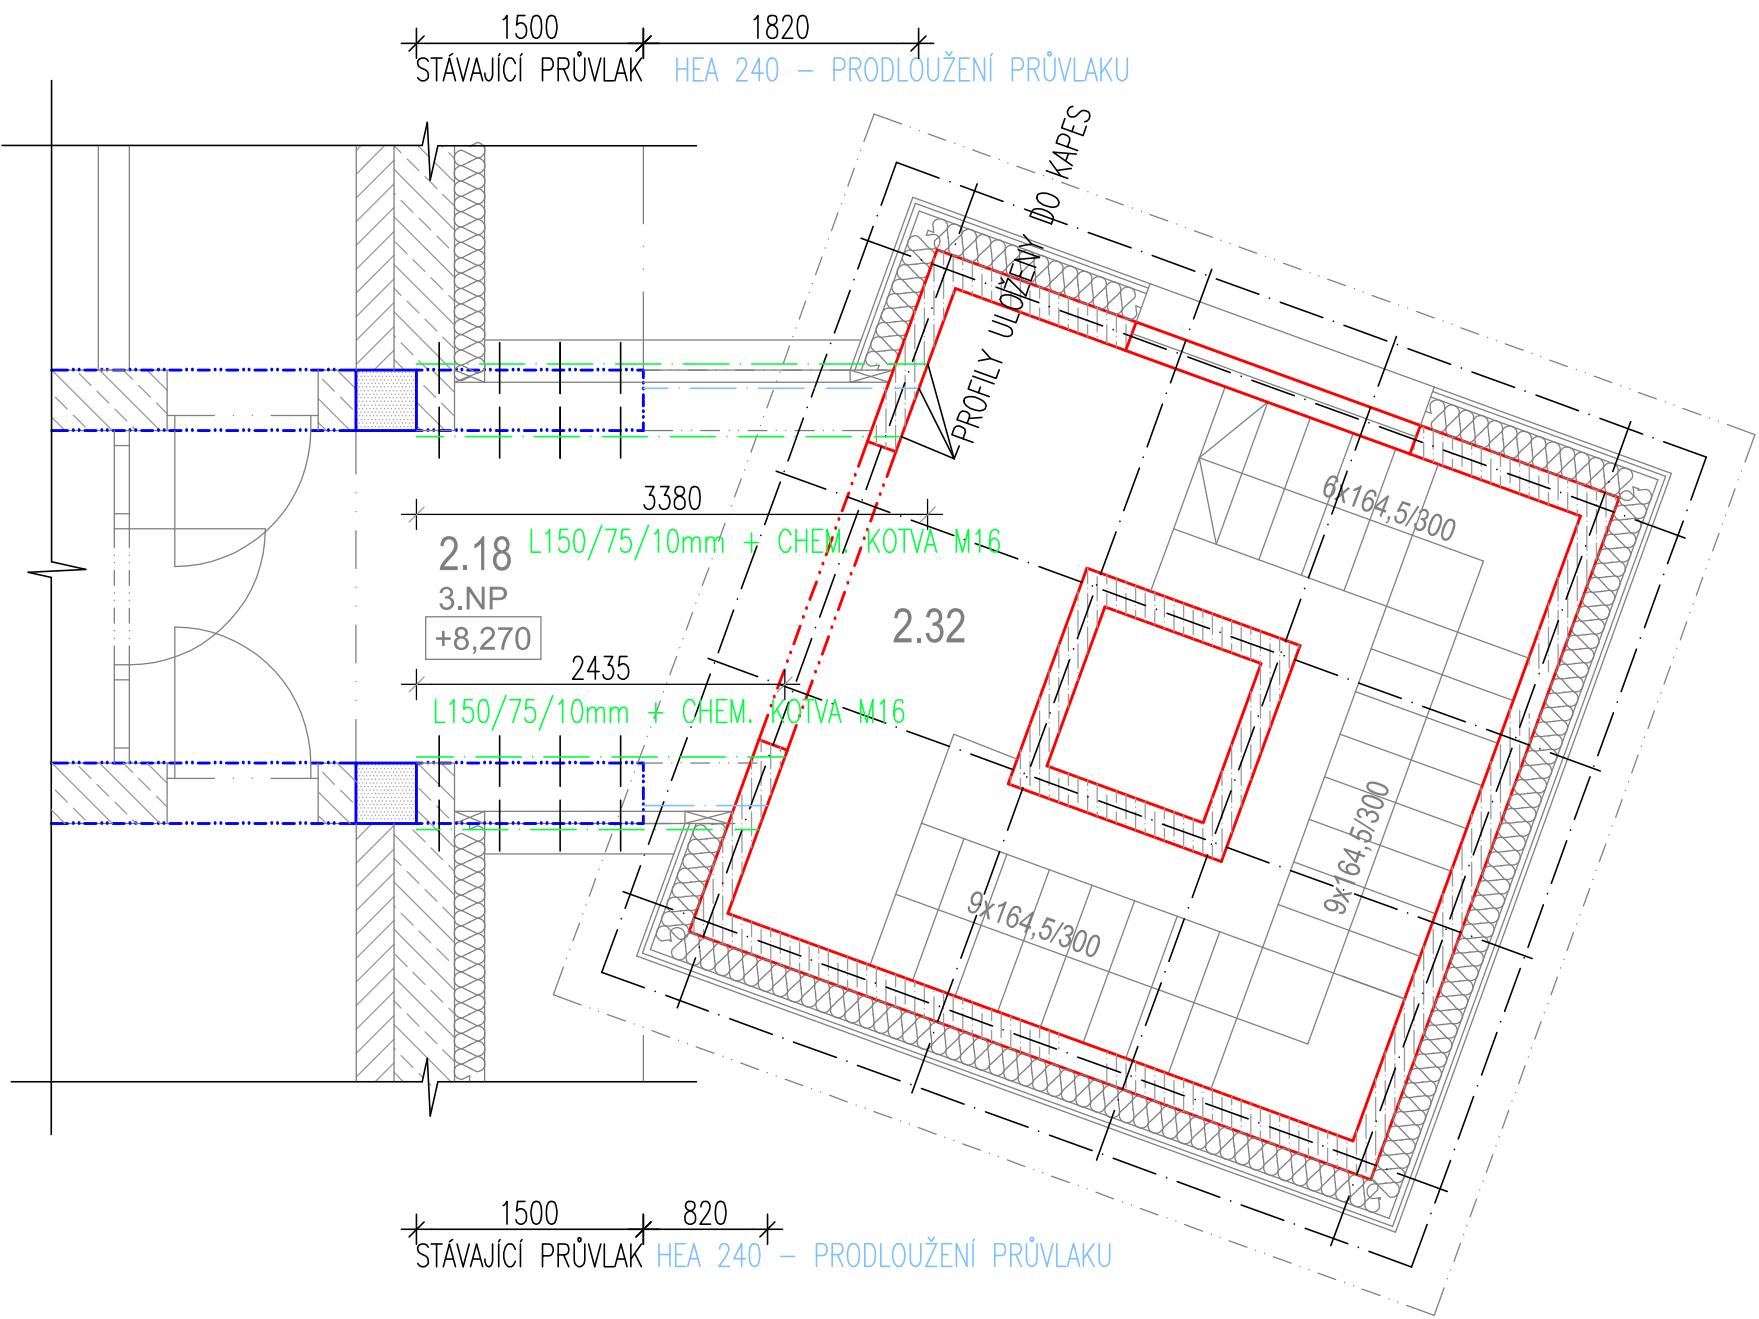 1500 1820
STÁVAJÍCÍ PRŮVLAK HEA 240 – PRODLOUŽENÍ PRŮVLAKU
PROFILY ULOŽENY DO KAPES
6x164,5/300
3380
L150/75/10mm + CHEM. KOTVA M16
2.18
3.NP
+8,270
2.32
2435
L150/75/10mm + CHEM. KOTVA M16
9x164,5/300
9x164,5/300
1500 820
STÁVAJÍCÍ PRŮVLAK HEA 240 – PRODLOUŽENÍ PRŮVLAKU